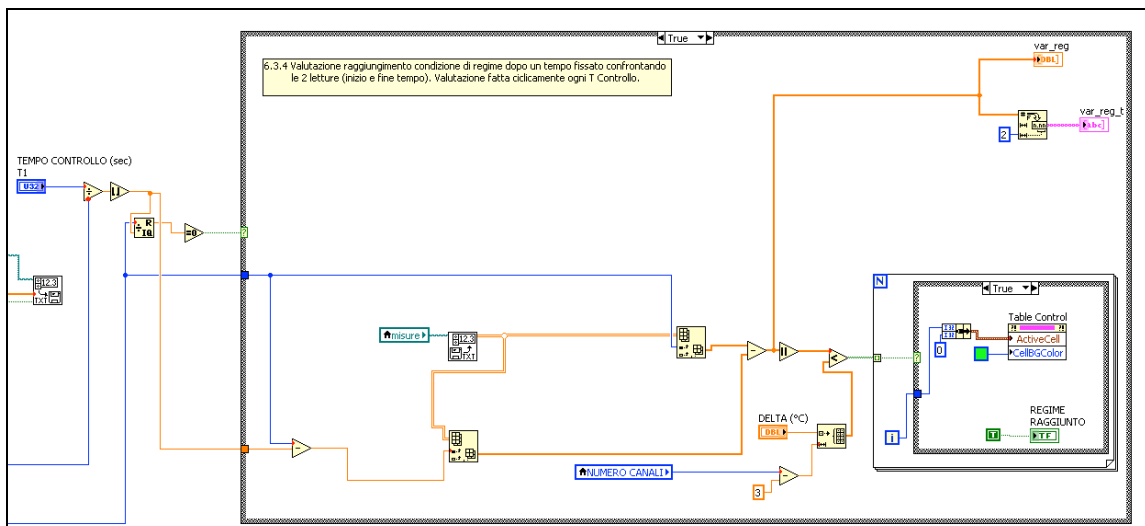 True
var_reg
DBL
6.3.4 Valutazione raggiungimento condizione di regime dopo un tempo fissato confrontando
le 2 letture (inizio e fine tempo). Valutazione fatta ciclicamente ogni T Controllo.
var_reg_t
abc
2
TEMPO CONTROLLO (sec)
T1
U32
R
IQ
=0
?
12.3
TXT
misure
12.3
TXT
N
True
Table Control
ActiveCell
CellBGColor
0
?
i
REGIME
RAGGIUNTO
T
TF
DELTA (°C)
DBL
NUMERO CANALI
3